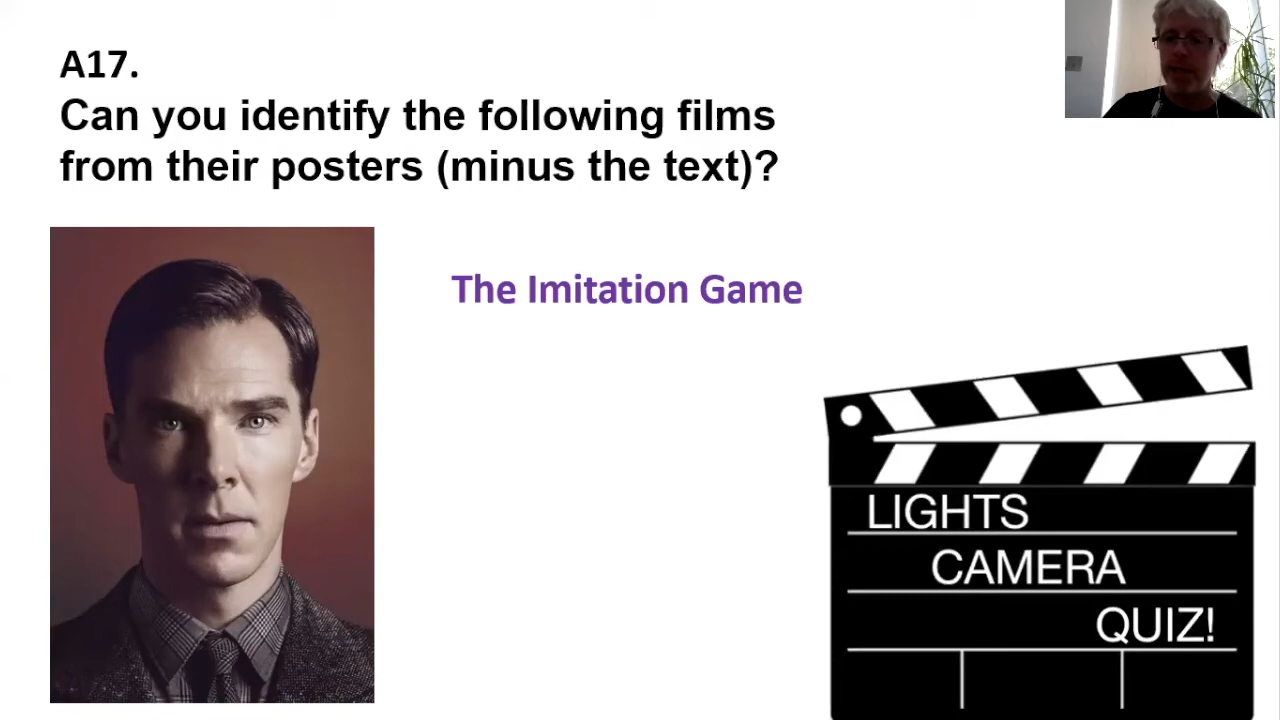 A17.
Can you identify the following films
from their posters (minus the text)?
The Imitation Game
LIGHTS
CAMERA
QUIZ!